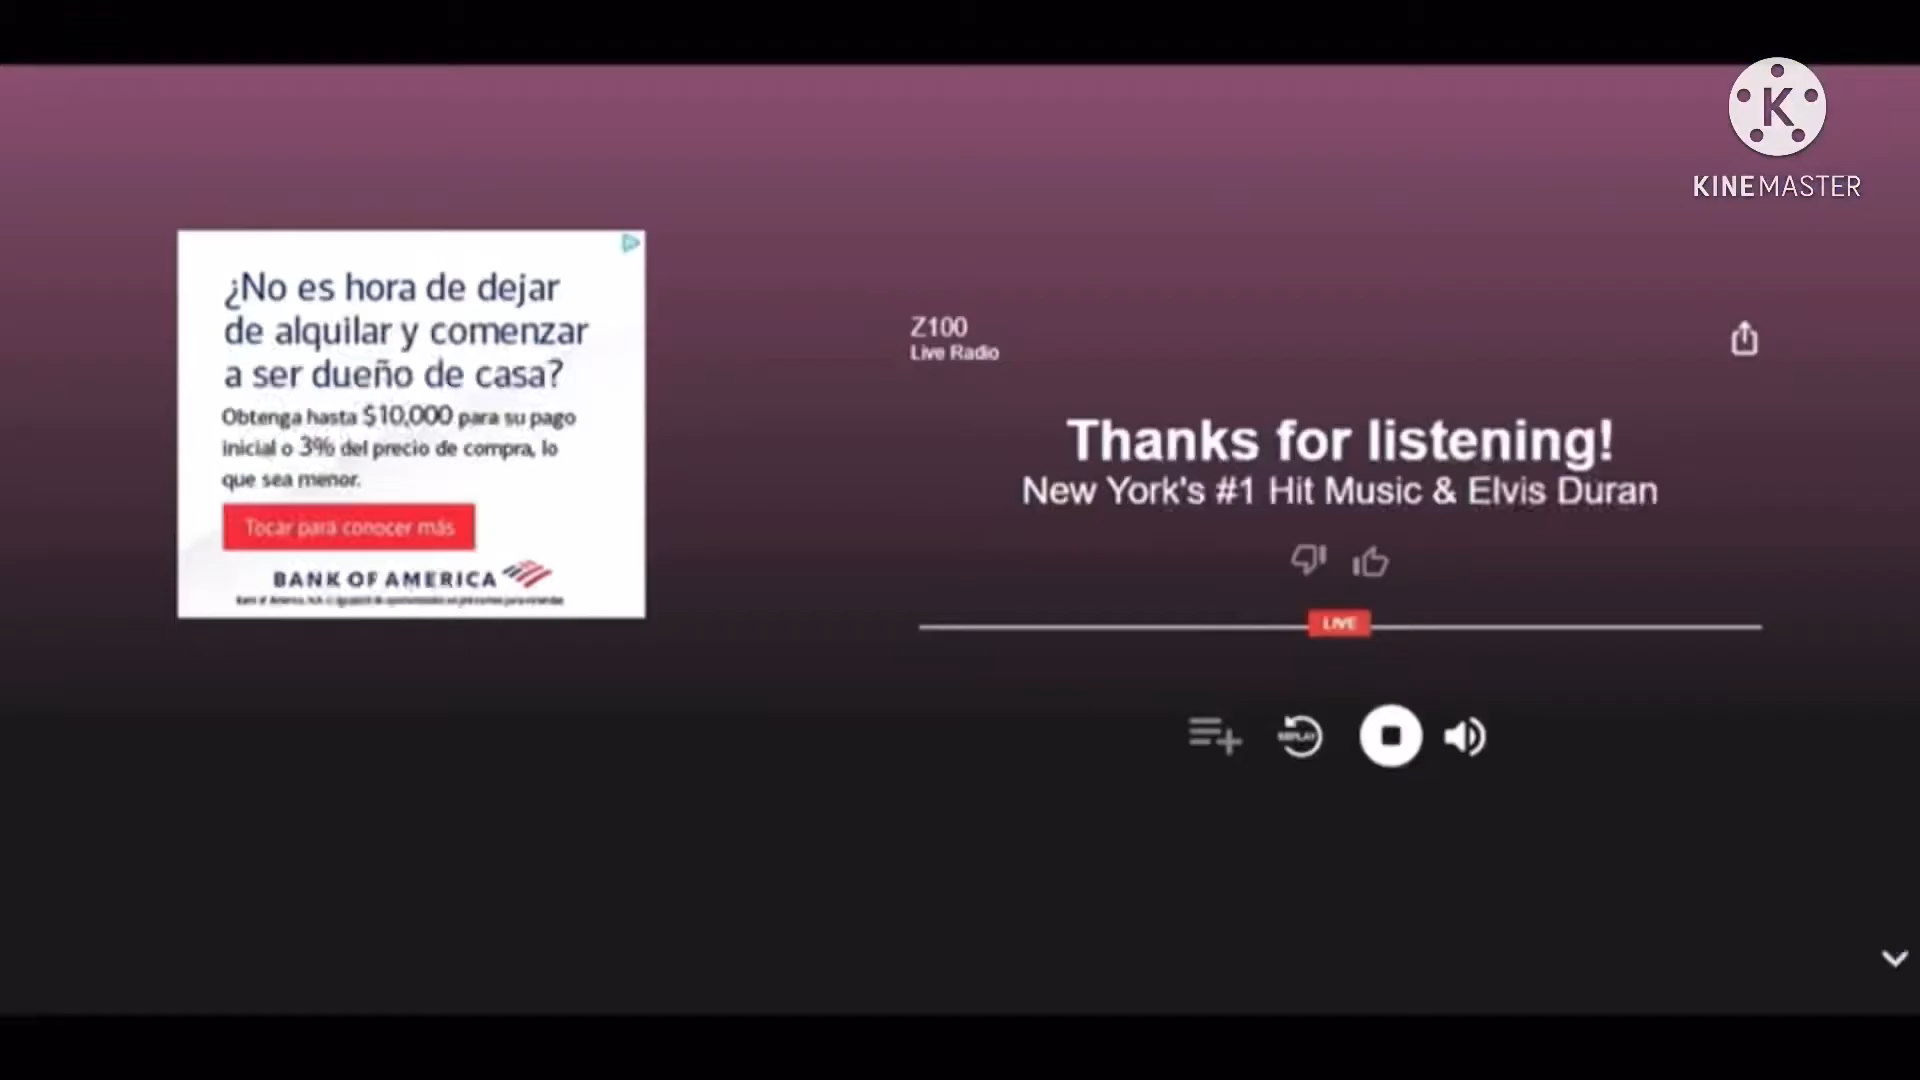 KINEMASTER
¿No es hora de dejar
de alquilar y comenzar
a ser dueño de casa?
Obtenga hasta $10,000 para su pago
inicial o 3% del precio de compra, lo
que sea menor.
Tocar para conocer más
BANK OF AMERICA
Z100
Live Radio
Thanks for listening!
New York's #1 Hit Music & Elvis Duran
LIVE
REPLAY